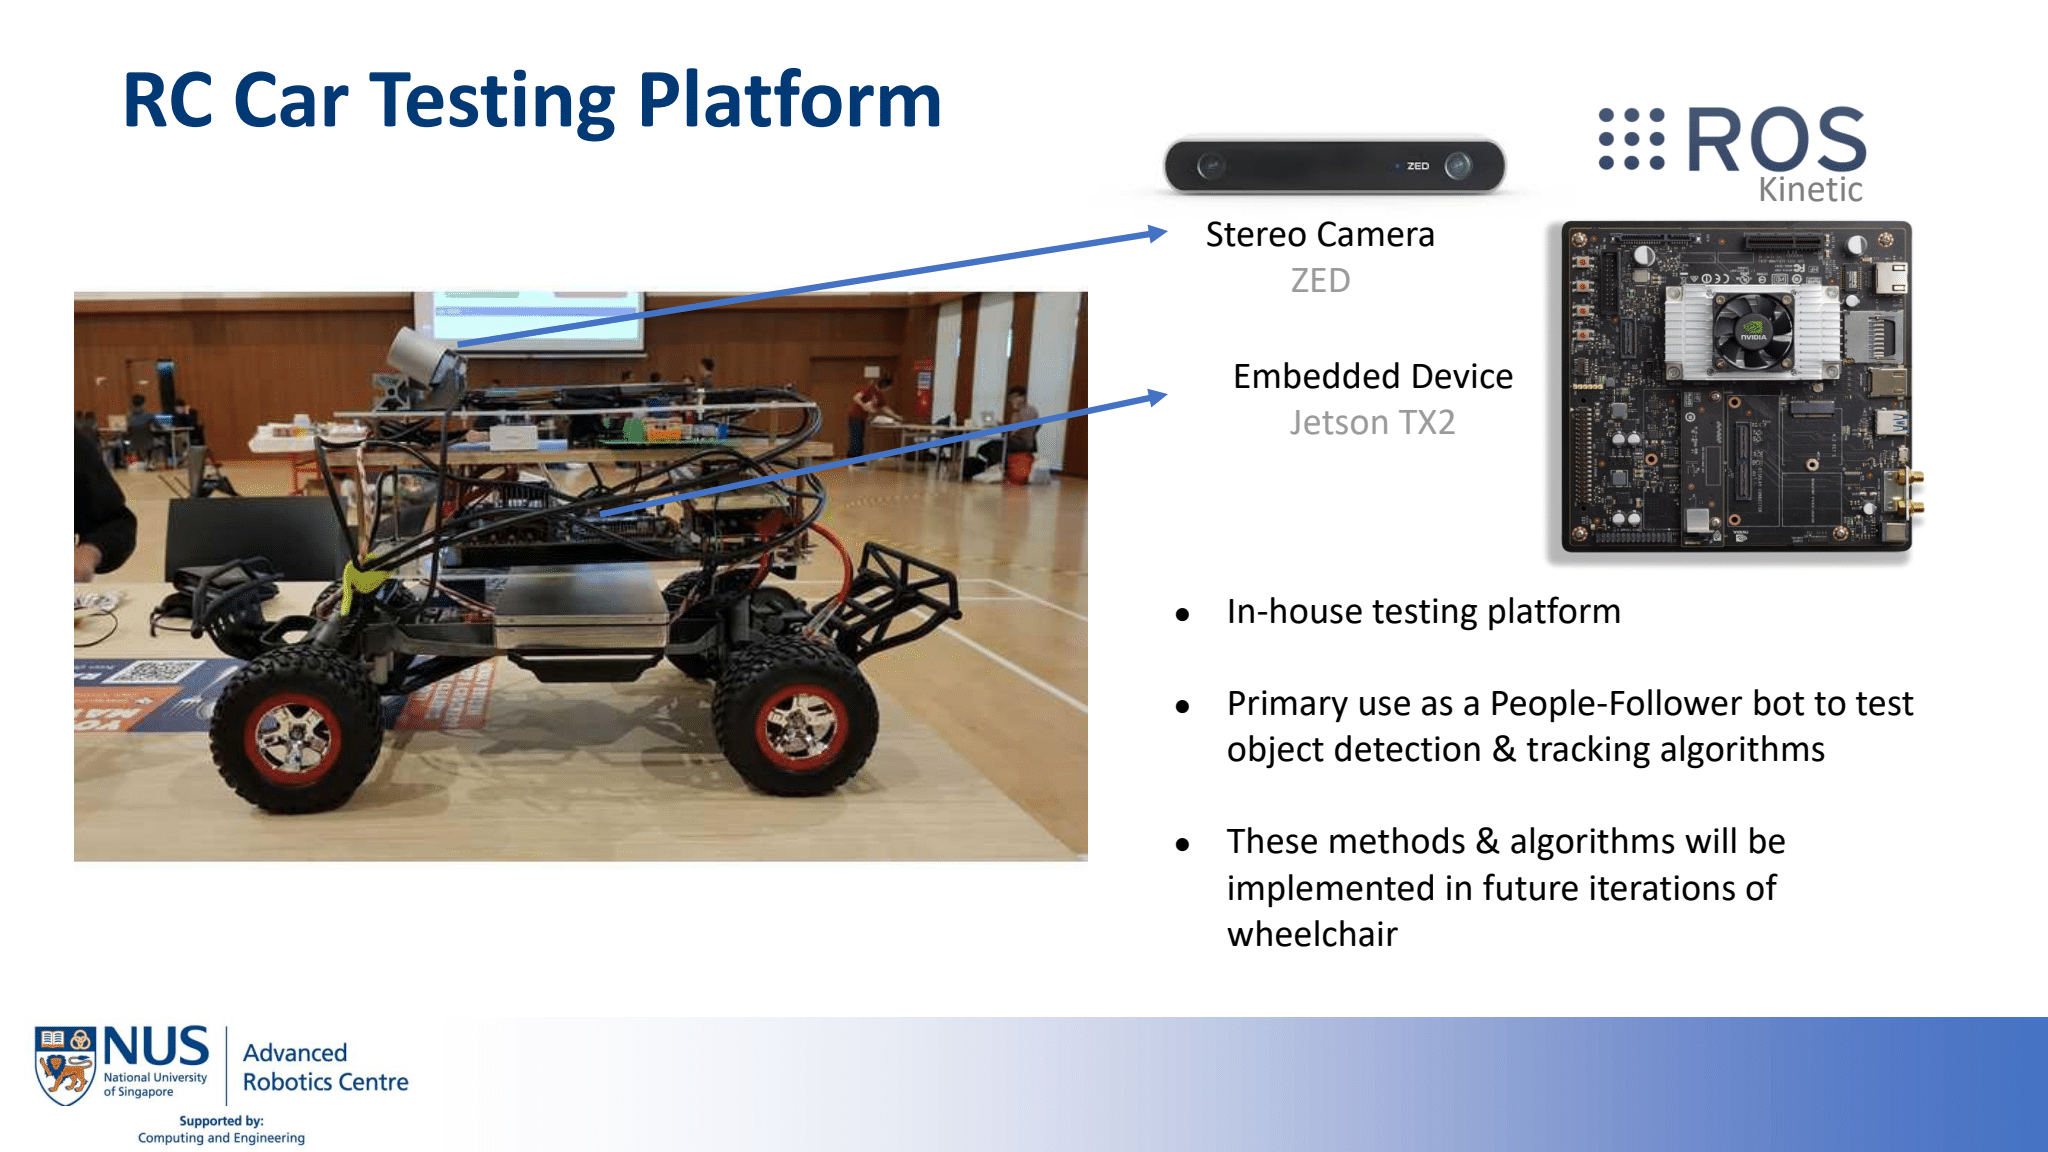 RC Car Testing Platform
ZED
ROS
Kinetic
Stereo Camera
ZED
Embedded Device
Jetson TX2
NVIDIA
• In-house testing platform
• Primary use as a People-Follower bot to test
object detection & tracking algorithms
• These methods & algorithms will be
implemented in future iterations of
wheelchair
NUS
National University
of Singapore
Advanced
Robotics Centre
Supported by:
Computing and Engineering